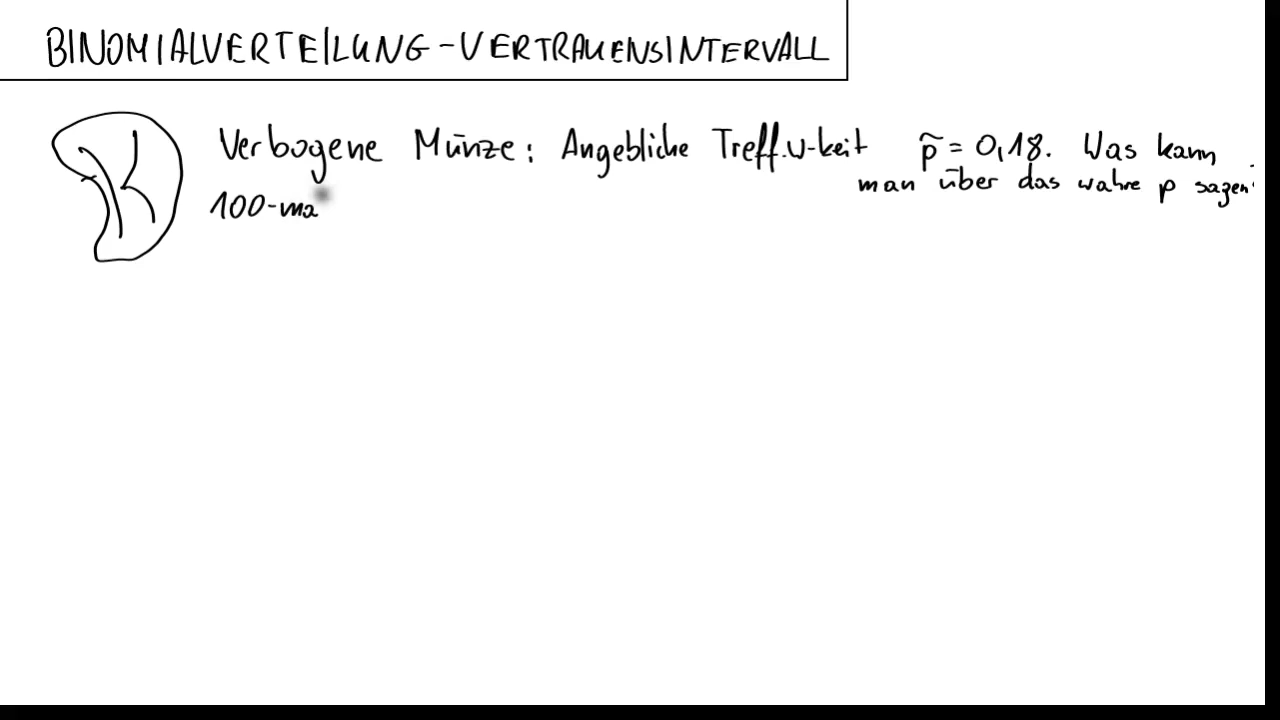 BINOMIALVERTEILUNG-VERTRAUENSINTERVALL
Verbogene Münze: Angebliche Treff.w-keit p̃ = 0,18. Was kann
man über das wahre p sagen?
100-ma
K